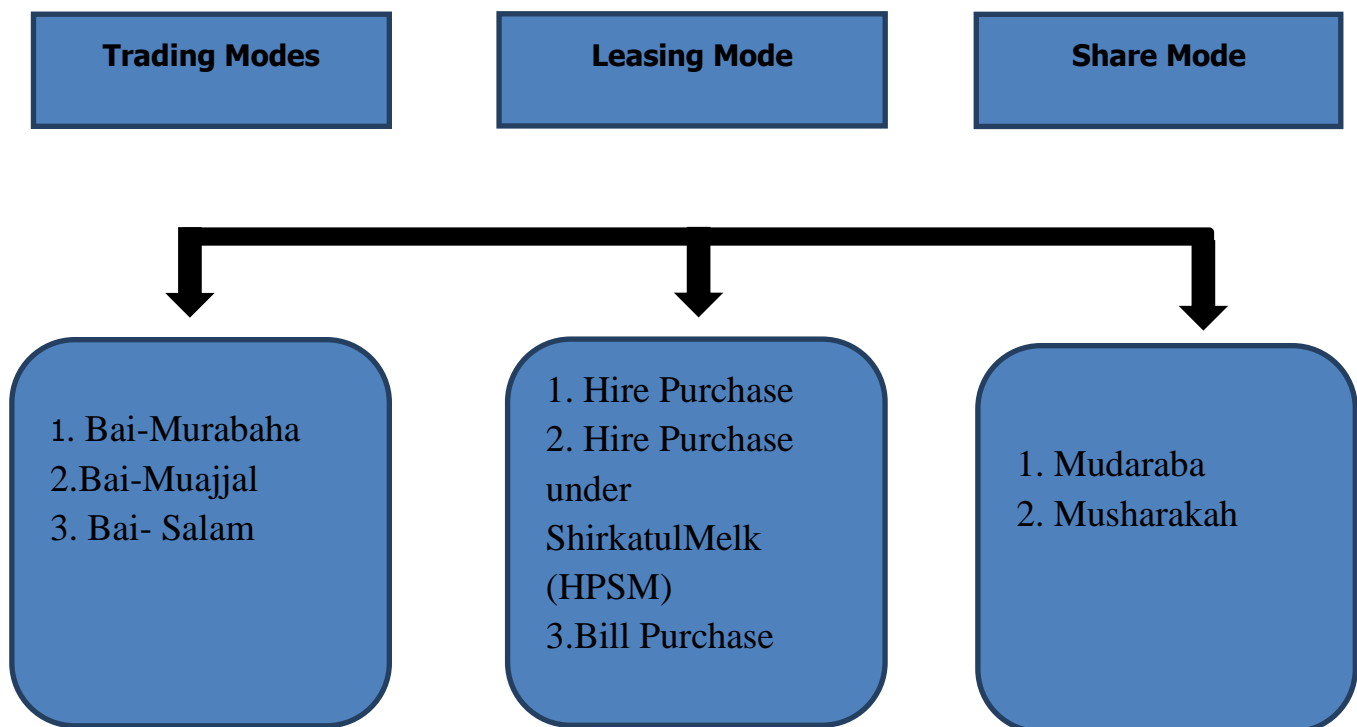 Trading Modes
Leasing Mode
Share Mode
1. Bai-Murabaha
2.Bai-Muajjal
3. Bai- Salam
1. Hire Purchase
2. Hire Purchase
under
ShirkatulMelk
(HPSM)
3.Bill Purchase
1. Mudaraba
2. Musharakah